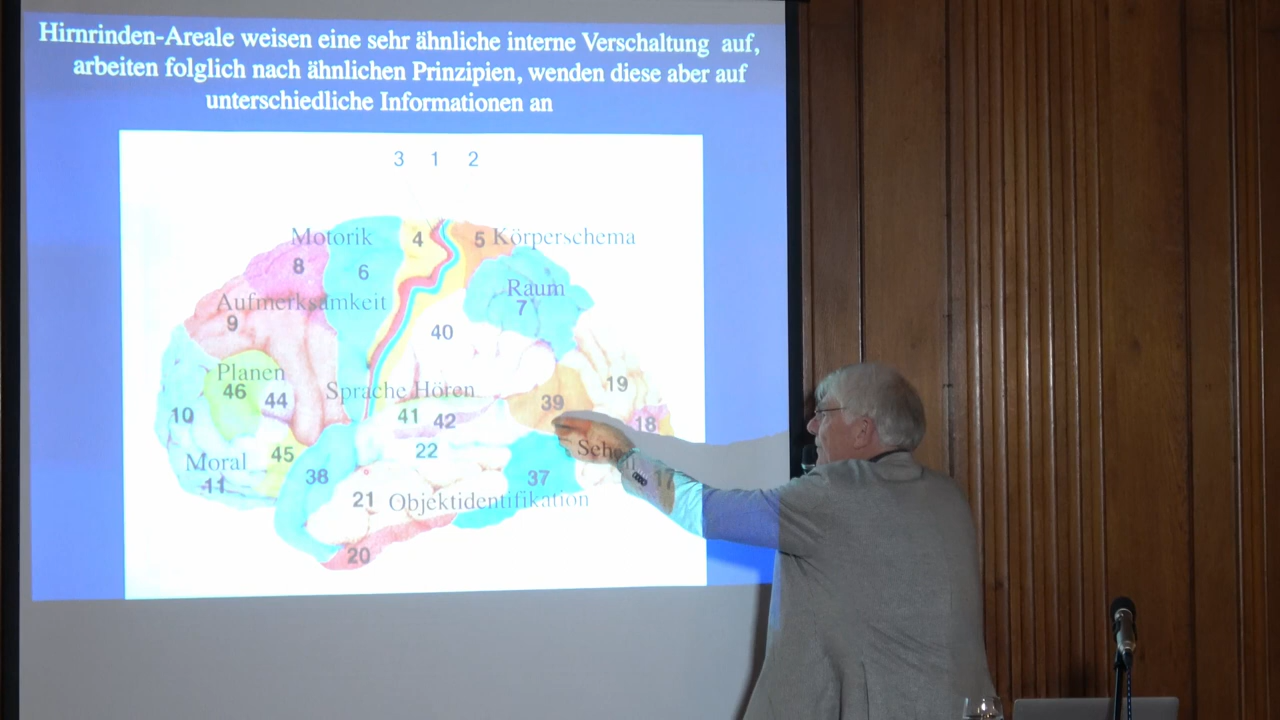 Hirnrinden-Areale weisen eine sehr ähnliche interne Verschaltung auf,
arbeiten folglich nach ähnlichen Prinzipien, wenden diese aber auf
unterschiedliche Informationen an
3 1 2
Motorik 4 5 Körperschema
8 6
Raum
Aufmerksamkeit 7
9 40
Planen
46 44 Sprache Hören 39 19
10 41 42 18
45 22 Sehen
Moral 38 37 17
11 21 Objektidentifikation
20